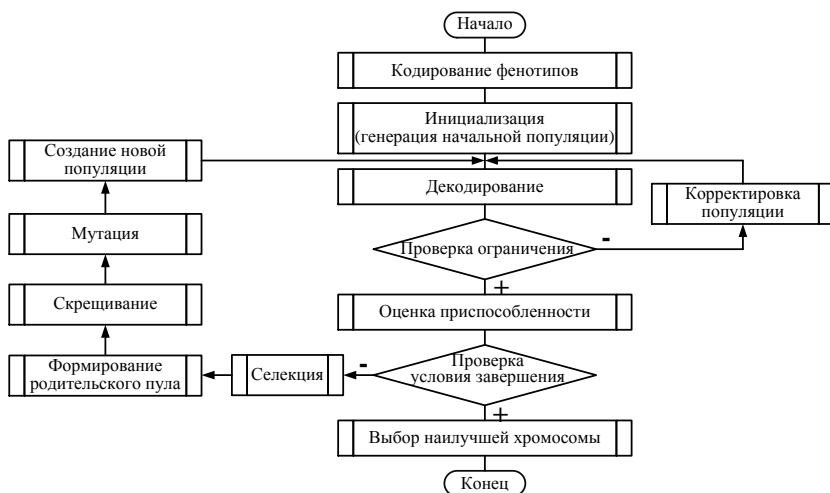 Начало
Кодирование фенотипов
Инициализация
(генерация начальной популяции)
Создание новой
популяции
Декодирование
Корректировка
популяции
Мутация
Проверка ограничения
-
+
Скрещивание
Оценка приспособленности
Формирование
родительского пула
Селекция
-
Проверка
условия завершения
+
Выбор наилучшей хромосомы
Конец